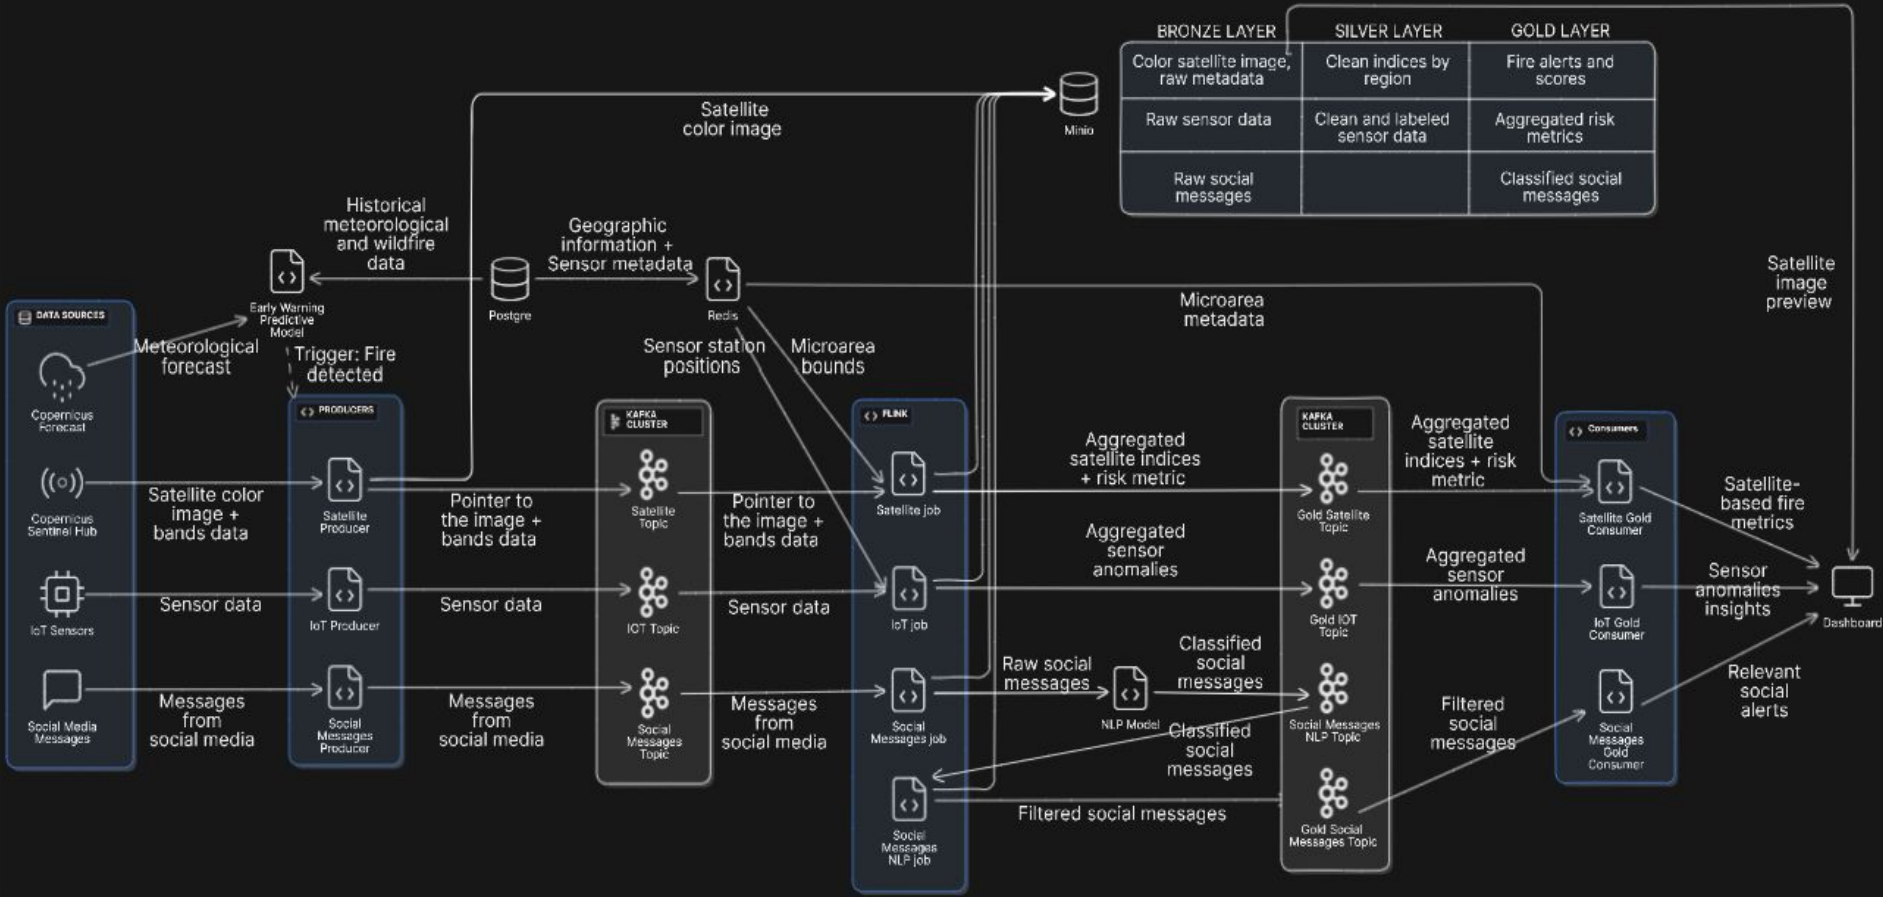 BRONZE LAYER
SILVER LAYER
GOLD LAYER
Color satellite image,
raw metadata
Clean indices by
region
Fire alerts and
scores
Raw sensor data
Clean and labeled
sensor data
Aggregated risk
metrics
Raw social
messages
Classified social
messages
Minio
Satellite
color image
Satellite
image
preview
Historical
meteorological
and wildfire
data
Geographic
information +
Sensor metadata
Early Warning
Predictive
Model
Postgre
Redis
Microarea
metadata
Meteorological
forecast
Trigger: Fire
detected
Sensor station
positions
Microarea
bounds
DATA SOURCES
Copernicus
Forecast
Copernicus
Sentinel Hub
IoT Sensors
Social Media
Messages
Satellite color
image +
bands data
Sensor data
Messages
from
social media
PRODUCERS
Satellite
Producer
IoT Producer
Social
Messages
Producer
Pointer to
the image +
bands data
Sensor data
Messages
from
social media
KAFKA
CLUSTER
Satellite
Topic
IOT Topic
Social
Messages
Topic
Pointer to
the image +
bands data
Sensor data
Messages
from
social media
FLINK
Satellite job
IoT job
Social
Messages job
Social
Messages
NLP job
Aggregated
satellite indices
+ risk metric
Aggregated
sensor
anomalies
Raw social
messages
NLP Model
Classified
social
messages
Classified
social
messages
Filtered social messages
KAFKA
CLUSTER
Gold Satellite
Topic
Gold IOT
Topic
Social Messages
NLP Topic
Gold Social
Messages Topic
Aggregated
satellite
indices + risk
metric
Aggregated
sensor
anomalies
Filtered
social
messages
Consumers
Satellite Gold
Consumer
IoT Gold
Consumer
Social
Messages
Gold
Consumer
Satellite-
based fire
metrics
Sensor
anomalies
insights
Relevant
social
alerts
Dashboard